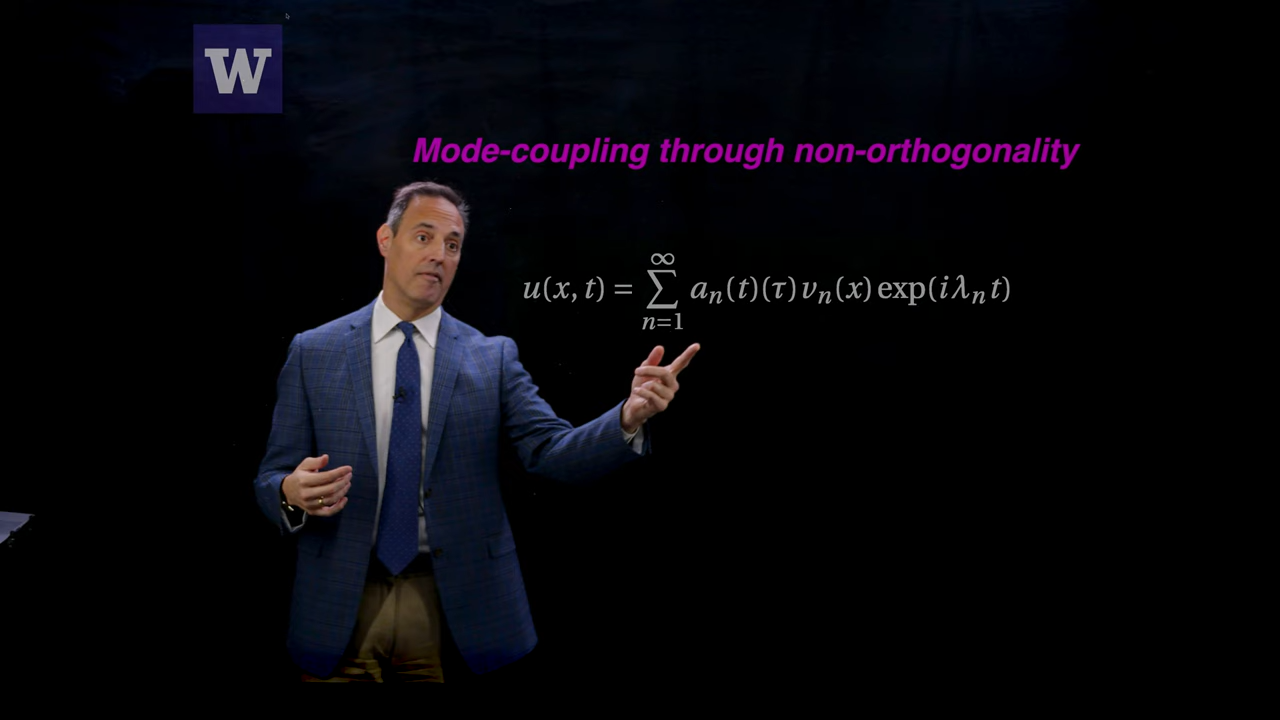 W
Mode-coupling through non-orthogonality
u(x, t) = ∑_{n=1}^{∞} a_n(t)(τ) v_n(x) exp(iλ_n t)